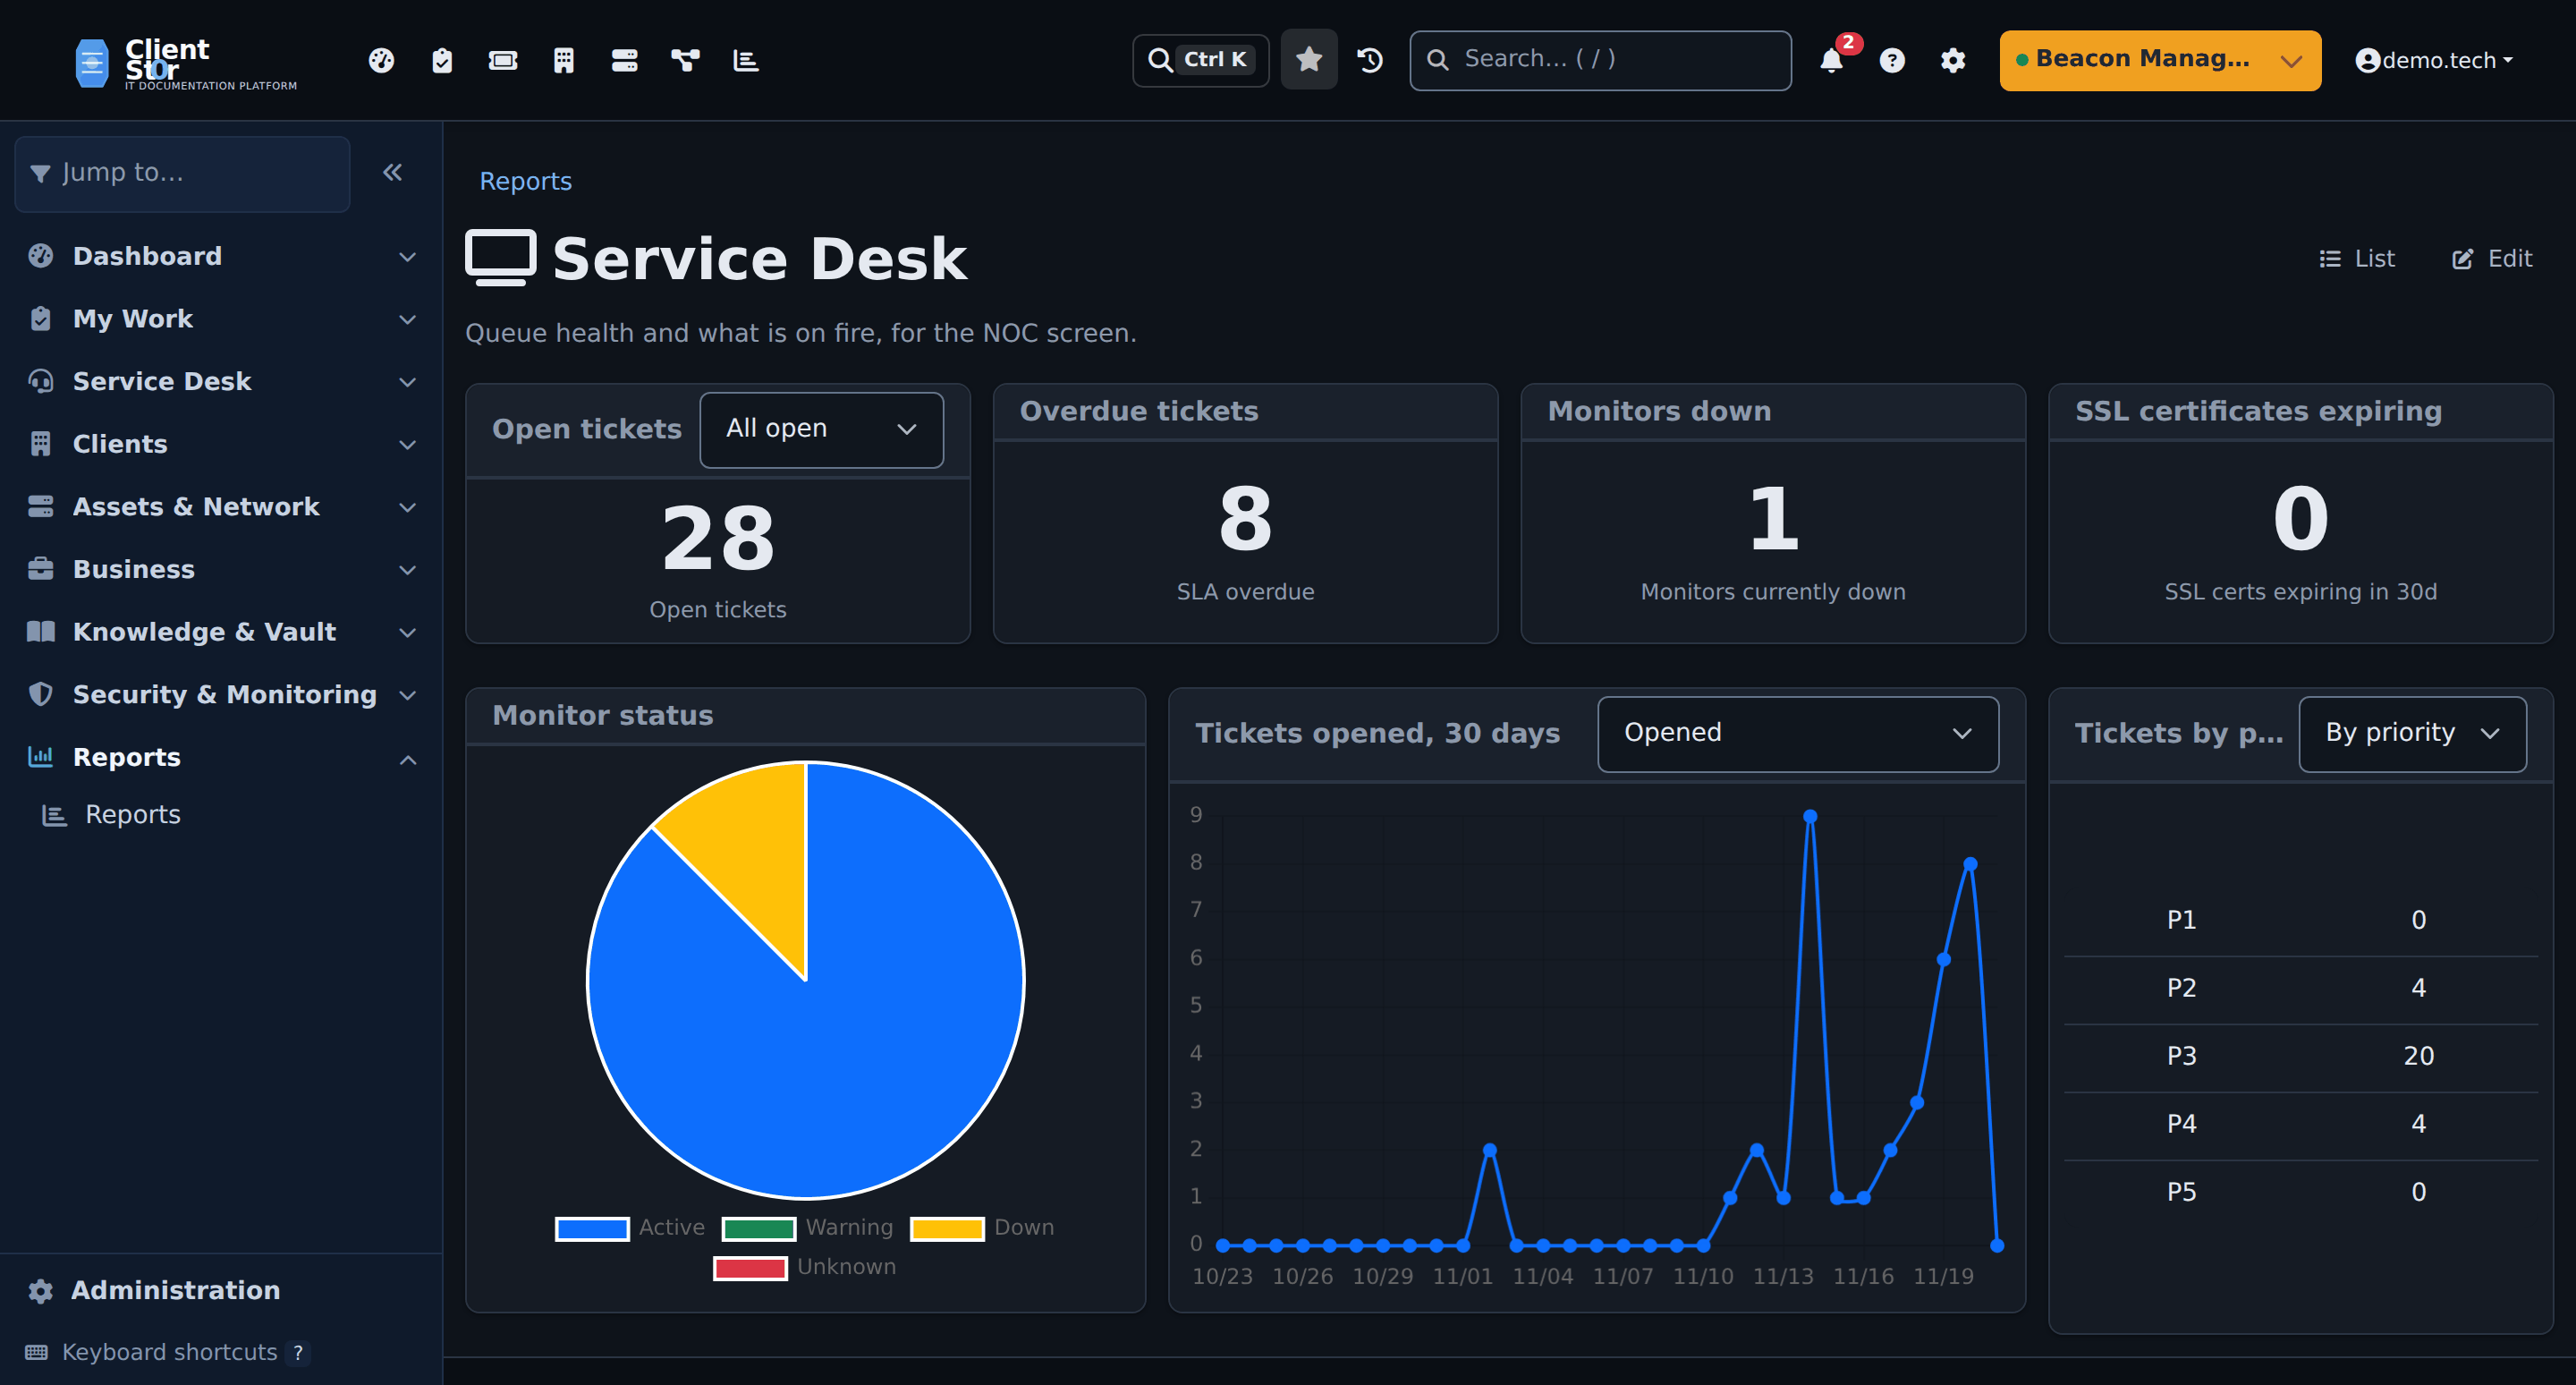 Client
St0r
IT DOCUMENTATION PLATFORM
Ctrl K
Search… ( / )
2
?
Beacon Manag…
demo.tech
Jump to…
Dashboard
My Work
Service Desk
Clients
Assets & Network
Business
Knowledge & Vault
Security & Monitoring
Reports
Reports
Administration
Keyboard shortcuts ?
Reports
Service Desk
List
Edit
Queue health and what is on fire, for the NOC screen.
Open tickets
All open
28
Open tickets
Overdue tickets
8
SLA overdue
Monitors down
1
Monitors currently down
SSL certificates expiring
0
SSL certs expiring in 30d
Monitor status
Active Warning Down
Unknown
Tickets opened, 30 days
Opened
9
8
7
6
5
4
3
2
1
0
10/23 10/26 10/29 11/01 11/04 11/07 11/10 11/13 11/16 11/19
Tickets by p…
By priority
P1 0
P2 4
P3 20
P4 4
P5 0